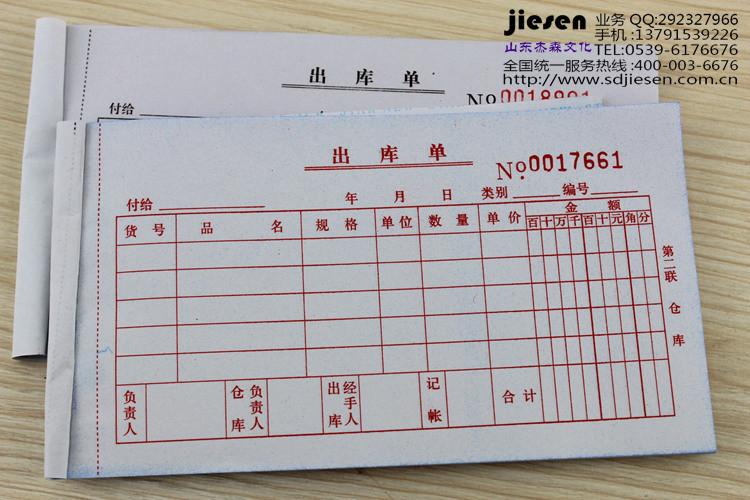 jiesen 业务 QQ:292327966
手机:13791539226
山东杰森文化 TEL:0539-6176676
全国统一服务热线:400-003-6676
http://www.sdjiesen.com.cn
出库单
付给
出库单
No.0017661
付给 年 月 日 类别 编号
货号 品名 规格 单位 数量 单价 金额
百十万千百十元角分
第二联 仓库
负责人 仓库负责人 出库经手人 记帐 合计